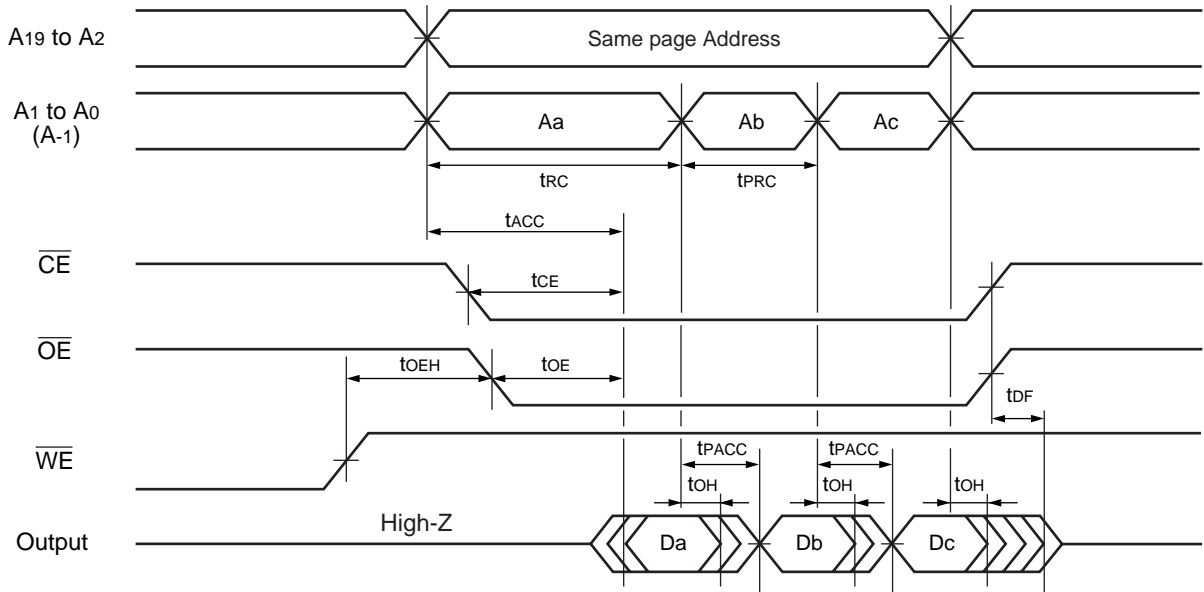 A19 to A2
Same page Address
A1 to A0
(A-1)
Aa
Ab
Ac
tRC
tPRC
tACC
CE
tCE
OE
tOEH
tOE
tDF
WE
tPACC
tPACC
tOH
tOH
tOH
High-Z
Output
Da
Db
Dc